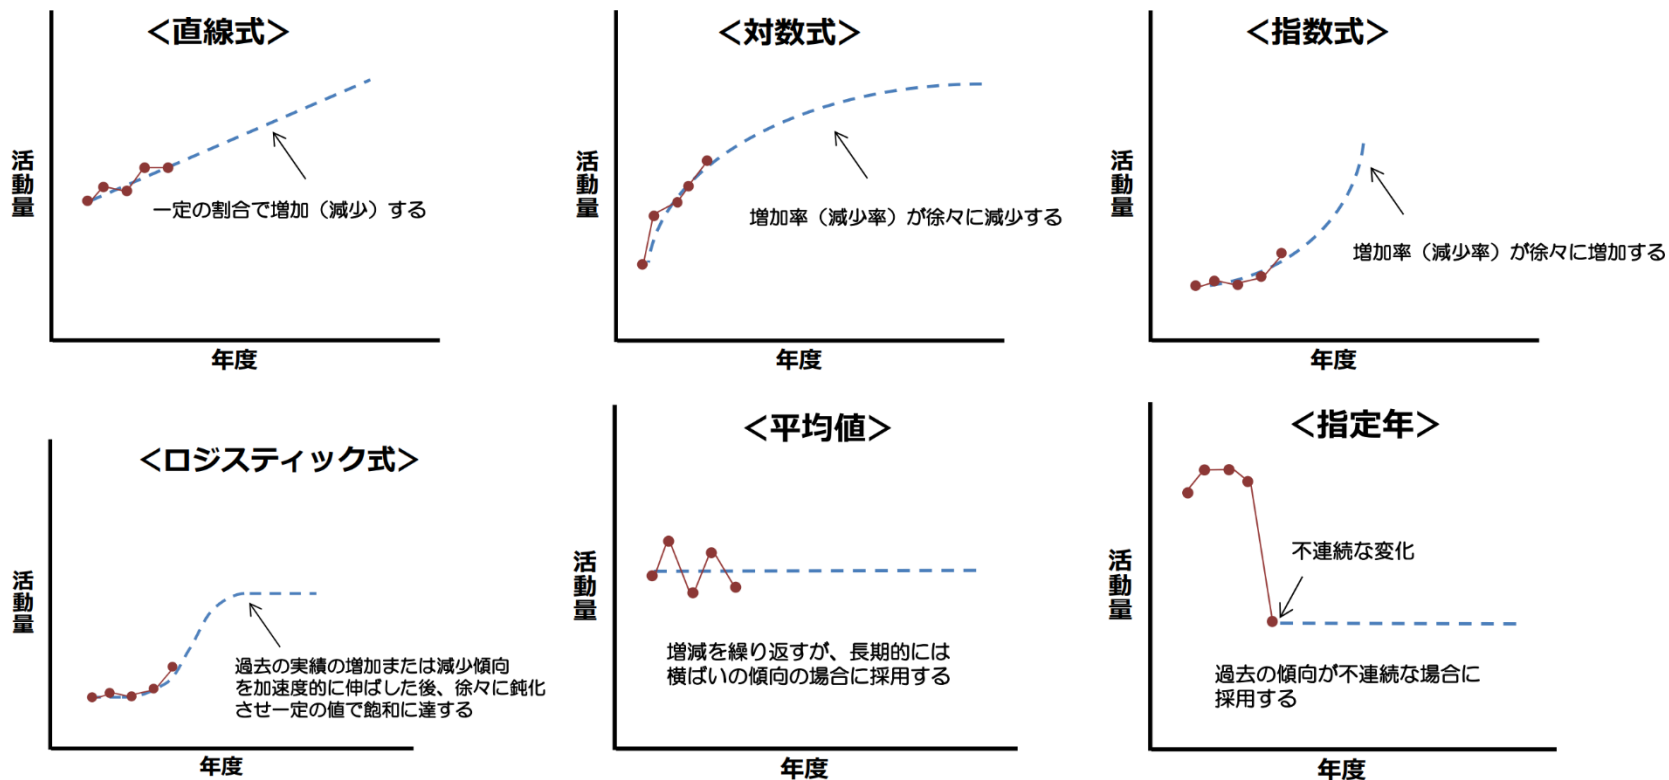 ＜直線式＞
活動量
一定の割合で増加（減少）する
年度
＜対数式＞
活動量
増加率（減少率）が徐々に減少する
年度
＜指数式＞
活動量
増加率（減少率）が徐々に増加する
年度
＜ロジスティック式＞
活動量
過去の実績の増加または減少傾向
を加速度的に伸ばした後、徐々に鈍化
させ一定の値で飽和に達する
年度
＜平均値＞
活動量
増減を繰り返すが、長期的には
横ばいの傾向の場合に採用する
年度
＜指定年＞
不連続な変化
活動量
過去の傾向が不連続な場合に
採用する
年度